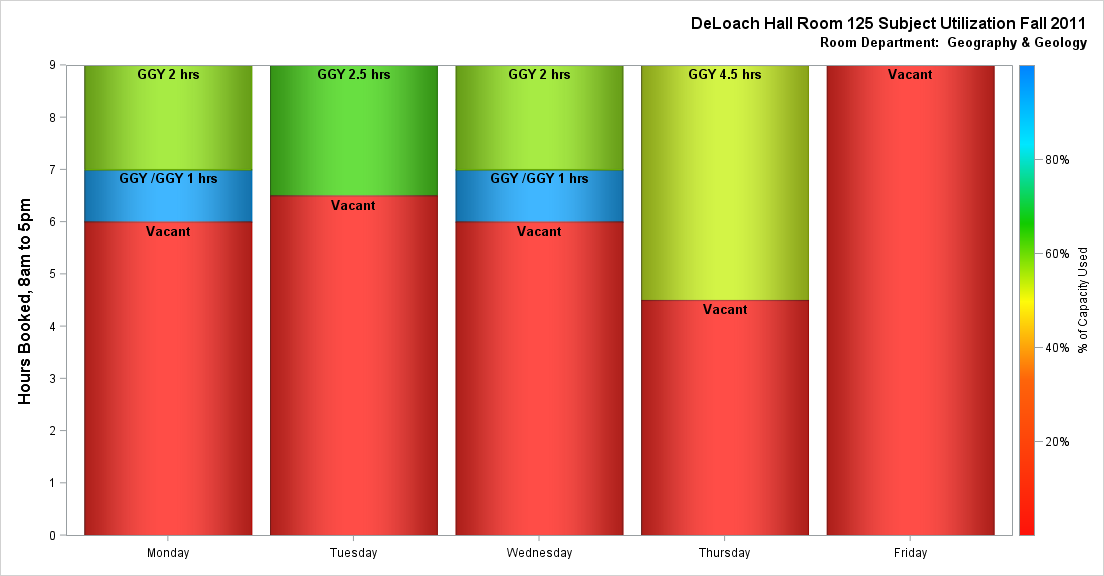 DeLoach Hall Room 125 Subject Utilization Fall 2011
Room Department: Geography & Geology
Hours Booked, 8am to 5pm
9
8
7
6
5
4
3
2
1
0
GGY 2 hrs
GGY /GGY 1 hrs
Vacant
GGY 2.5 hrs
Vacant
GGY 2 hrs
GGY /GGY 1 hrs
Vacant
GGY 4.5 hrs
Vacant
Vacant
Monday
Tuesday
Wednesday
Thursday
Friday
80%
60%
40%
20%
% of Capacity Used